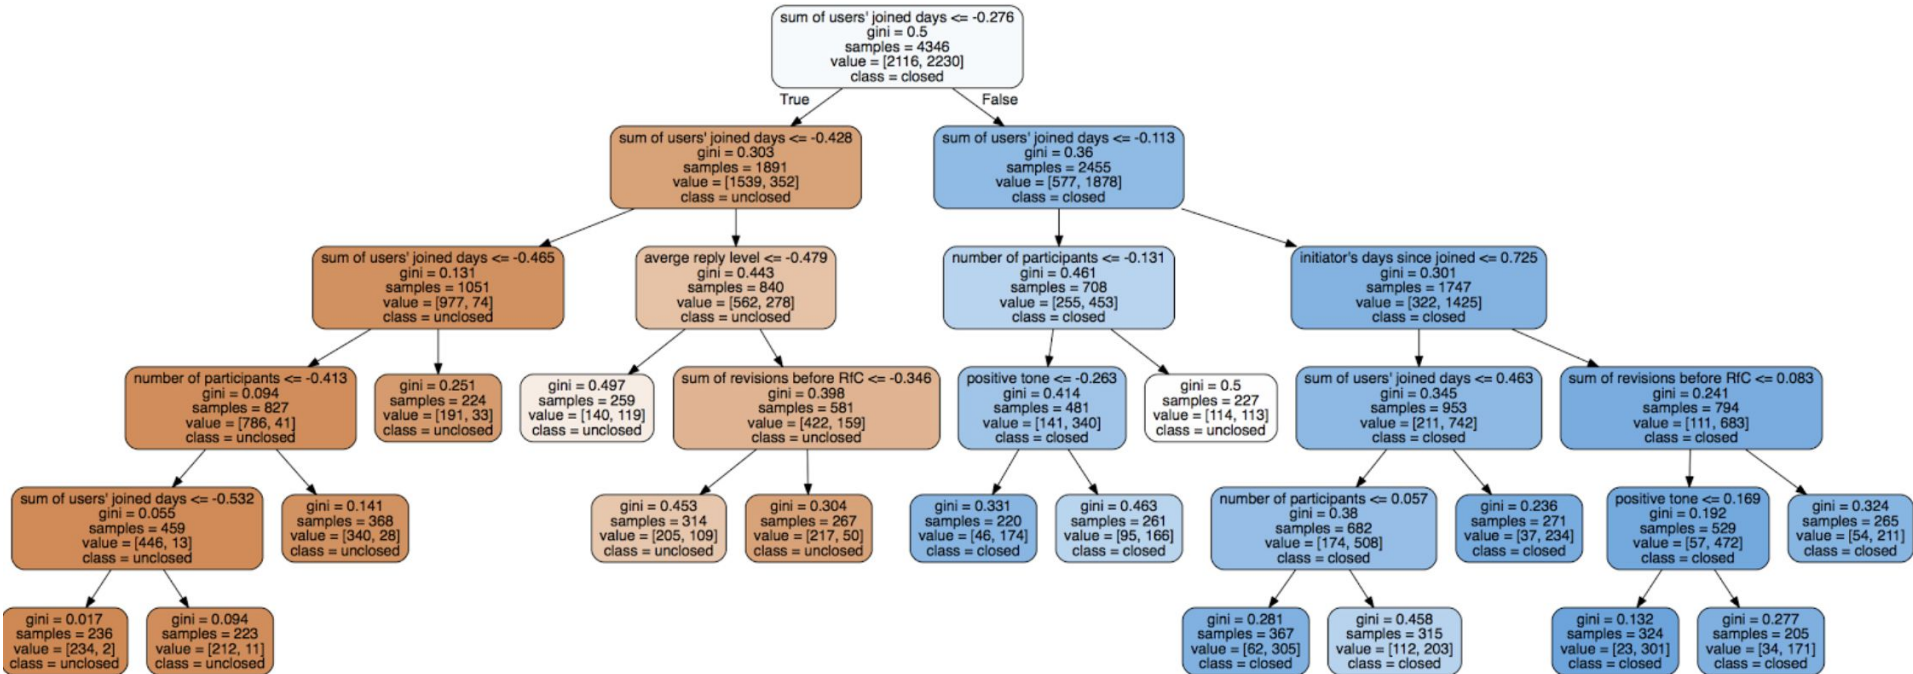 sum of users' joined days <= -0.276
gini = 0.5
samples = 4346
value = [2116, 2230]
class = closed
True
False
sum of users' joined days <= -0.428
gini = 0.303
samples = 1891
value = [1539, 352]
class = unclosed
sum of users' joined days <= -0.113
gini = 0.36
samples = 2455
value = [577, 1878]
class = closed
sum of users' joined days <= -0.465
gini = 0.131
samples = 1051
value = [977, 74]
class = unclosed
averge reply level <= -0.479
gini = 0.443
samples = 840
value = [562, 278]
class = unclosed
number of participants <= -0.131
gini = 0.461
samples = 708
value = [255, 453]
class = closed
initiator's days since joined <= 0.725
gini = 0.301
samples = 1747
value = [322, 1425]
class = closed
number of participants <= -0.413
gini = 0.094
samples = 827
value = [786, 41]
class = unclosed
gini = 0.251
samples = 224
value = [191, 33]
class = unclosed
gini = 0.497
samples = 259
value = [140, 119]
class = unclosed
sum of revisions before RfC <= -0.346
gini = 0.398
samples = 581
value = [422, 159]
class = unclosed
positive tone <= -0.263
gini = 0.414
samples = 481
value = [141, 340]
class = closed
gini = 0.5
samples = 227
value = [114, 113]
class = unclosed
sum of users' joined days <= 0.463
gini = 0.345
samples = 953
value = [211, 742]
class = closed
sum of revisions before RfC <= 0.083
gini = 0.241
samples = 794
value = [111, 683]
class = closed
sum of users' joined days <= -0.532
gini = 0.055
samples = 459
value = [446, 13]
class = unclosed
gini = 0.141
samples = 368
value = [340, 28]
class = unclosed
gini = 0.453
samples = 314
value = [205, 109]
class = unclosed
gini = 0.304
samples = 267
value = [217, 50]
class = unclosed
gini = 0.331
samples = 220
value = [46, 174]
class = closed
gini = 0.463
samples = 261
value = [95, 166]
class = closed
number of participants <= 0.057
gini = 0.38
samples = 682
value = [174, 508]
class = closed
gini = 0.236
samples = 271
value = [37, 234]
class = closed
positive tone <= 0.169
gini = 0.192
samples = 529
value = [57, 472]
class = closed
gini = 0.324
samples = 265
value = [54, 211]
class = closed
gini = 0.017
samples = 236
value = [234, 2]
class = unclosed
gini = 0.094
samples = 223
value = [212, 11]
class = unclosed
gini = 0.281
samples = 367
value = [62, 305]
class = closed
gini = 0.458
samples = 315
value = [112, 203]
class = closed
gini = 0.132
samples = 324
value = [23, 301]
class = closed
gini = 0.277
samples = 205
value = [34, 171]
class = closed